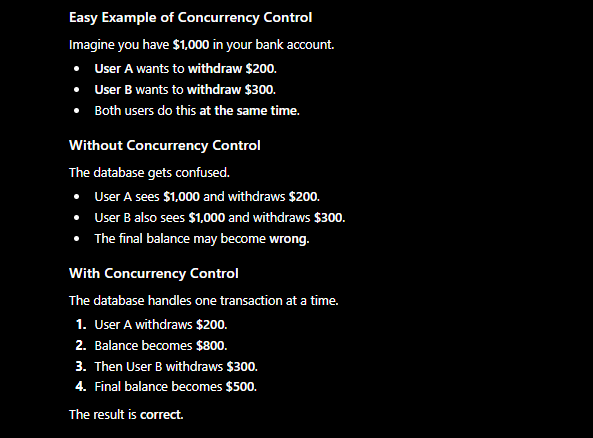 Easy Example of Concurrency Control
Imagine you have $1,000 in your bank account.
• User A wants to withdraw $200.
• User B wants to withdraw $300.
• Both users do this at the same time.
Without Concurrency Control
The database gets confused.
• User A sees $1,000 and withdraws $200.
• User B also sees $1,000 and withdraws $300.
• The final balance may become wrong.
With Concurrency Control
The database handles one transaction at a time.
1. User A withdraws $200.
2. Balance becomes $800.
3. Then User B withdraws $300.
4. Final balance becomes $500.
The result is correct.